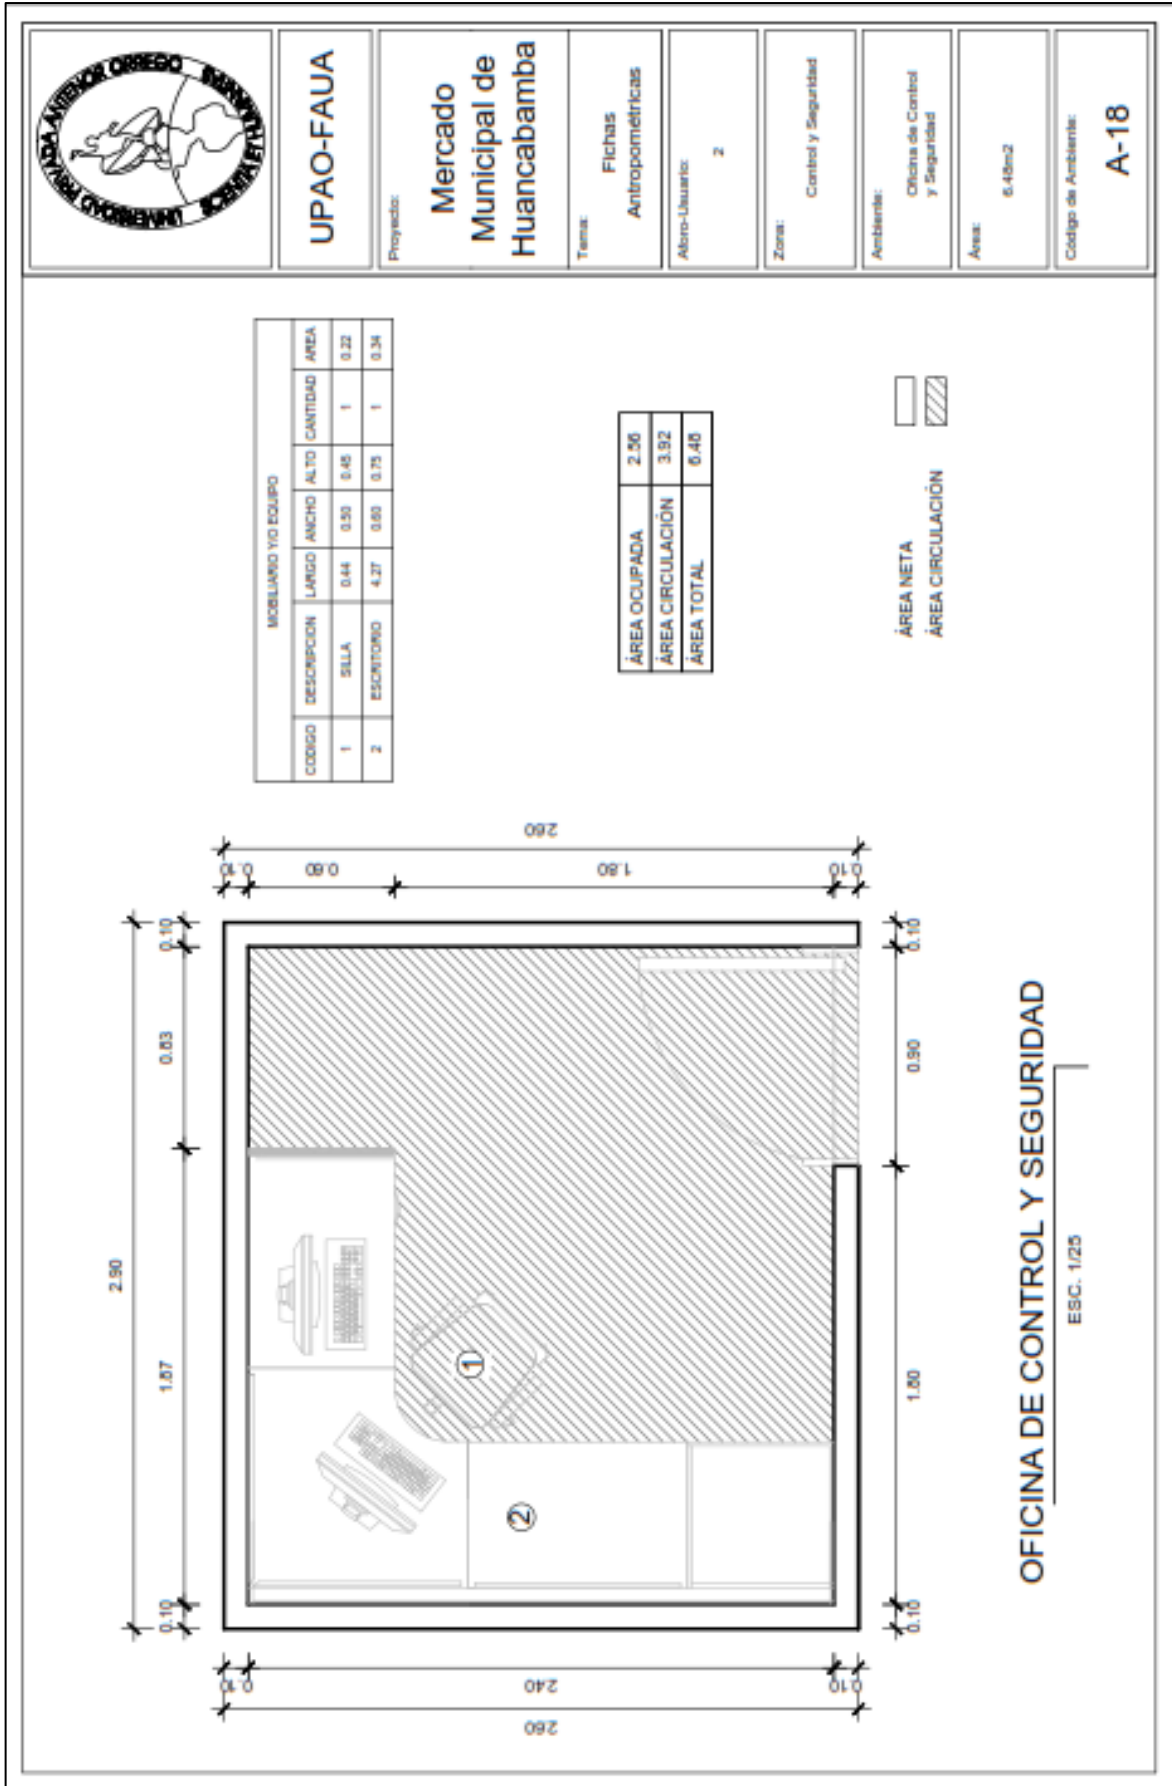 UNIVERSIDAD PRIVADA ANTENOR ORREGO
UPAO-FAUA
Proyecto:
Mercado
Municipal de
Huancabamba
Tema:
Fichas
Antropométricas
Aforo-Usuario:
2
Zona:
Control y Seguridad
Ambiente:
Oficina de Control
y Seguridad
Área:
6.48m2
Código de Ambiente:
A-18
MOBILIARIO Y/O EQUIPO
CODIGO DESCRIPCION LARGO ANCHO ALTO CANTIDAD AREA
1 SILLA 0.44 0.50 0.45 1 0.22
2 ESCRITORIO 4.27 0.60 0.75 1 0.34
ÁREA OCUPADA 2.56
ÁREA CIRCULACIÓN 3.92
ÁREA TOTAL 6.48
ÁREA NETA
ÁREA CIRCULACIÓN
2.90
0.10 1.87 0.83 0.10
2.60
0.10 2.40 0.10
2.60
0.10 0.60 1.80 0.10
0.10 1.80 0.90 0.10
1
2
OFICINA DE CONTROL Y SEGURIDAD
ESC. 1/25